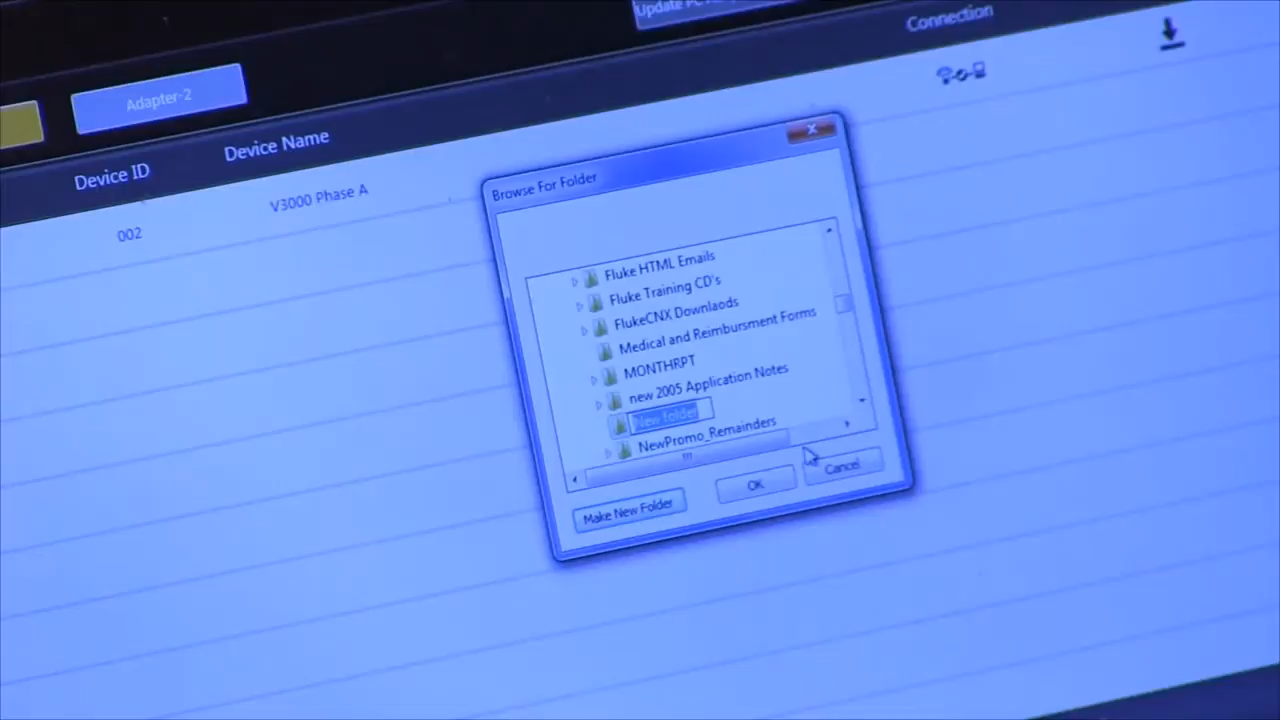 Update PC
Connection
Adapter-2
Device ID
Device Name
002
V3000 Phase A
Browse For Folder
Fluke HTML Emails
Fluke Training CD's
FlukeCNX Downlaods
Medical and Reimbursment Forms
MONTHRPT
new 2005 Application Notes
New folder
NewPromo_Remainders
Make New Folder
OK
Cancel